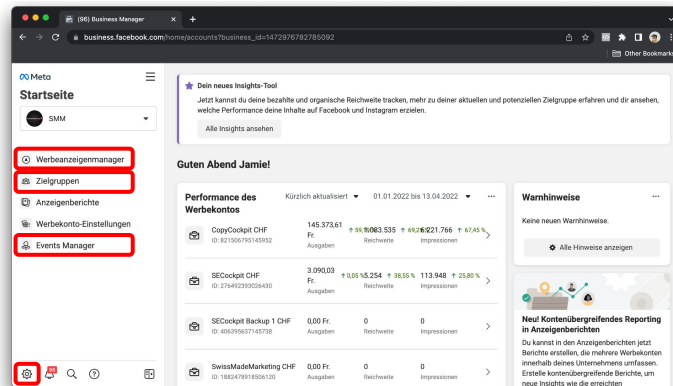 (96) Business Manager
business.facebook.com/home/accounts?business_id=1472976782785092
Other Bookmarks
Meta
Startseite
SMM
Werbeanzeigenmanager
Zielgruppen
Anzeigenberichte
Werbekonto-Einstellungen
Events Manager
96
Dein neues Insights-Tool
Jetzt kannst du deine bezahlte und organische Reichweite tracken, mehr zu deiner aktuellen und potenziellen Zielgruppe erfahren und dir ansehen,
welche Performance deine Inhalte auf Facebook und Instagram erzielen.
Alle Insights ansehen
Guten Abend Jamie!
Performance des Werbekontos
Kürzlich aktualisiert
01.01.2022 bis 13.04.2022
CopyCockpit CHF
ID: 821506795145952
145.373,61 Fr.
Ausgaben
Reichweite
221.766 ↑ 67,45 %
Impressionen
SECockpit CHF
ID: 276492393026430
3.090,03 Fr. ↑ 0,05 %
Ausgaben
5.254 ↑ 38,55 %
Reichweite
113.948 ↑ 25,80 %
Impressionen
SECockpit Backup 1 CHF
ID: 406395637145738
0,00 Fr.
Ausgaben
0
Reichweite
0
Impressionen
SwissMadeMarketing CHF
ID: 1882478918506120
0,00 Fr.
Ausgaben
0
Reichweite
0
Impressionen
Warnhinweise
Keine neuen Warnhinweise.
Alle Hinweise anzeigen
Neu! Kontenübergreifendes Reporting
in Anzeigenberichten
Du kannst in den Anzeigenberichten jetzt
Berichte erstellen, die mehrere Werbekonten
innerhalb deines Unternehmens umfassen.
Erstelle kontenübergreifende Berichte, um
neue Insights wie die erreichten